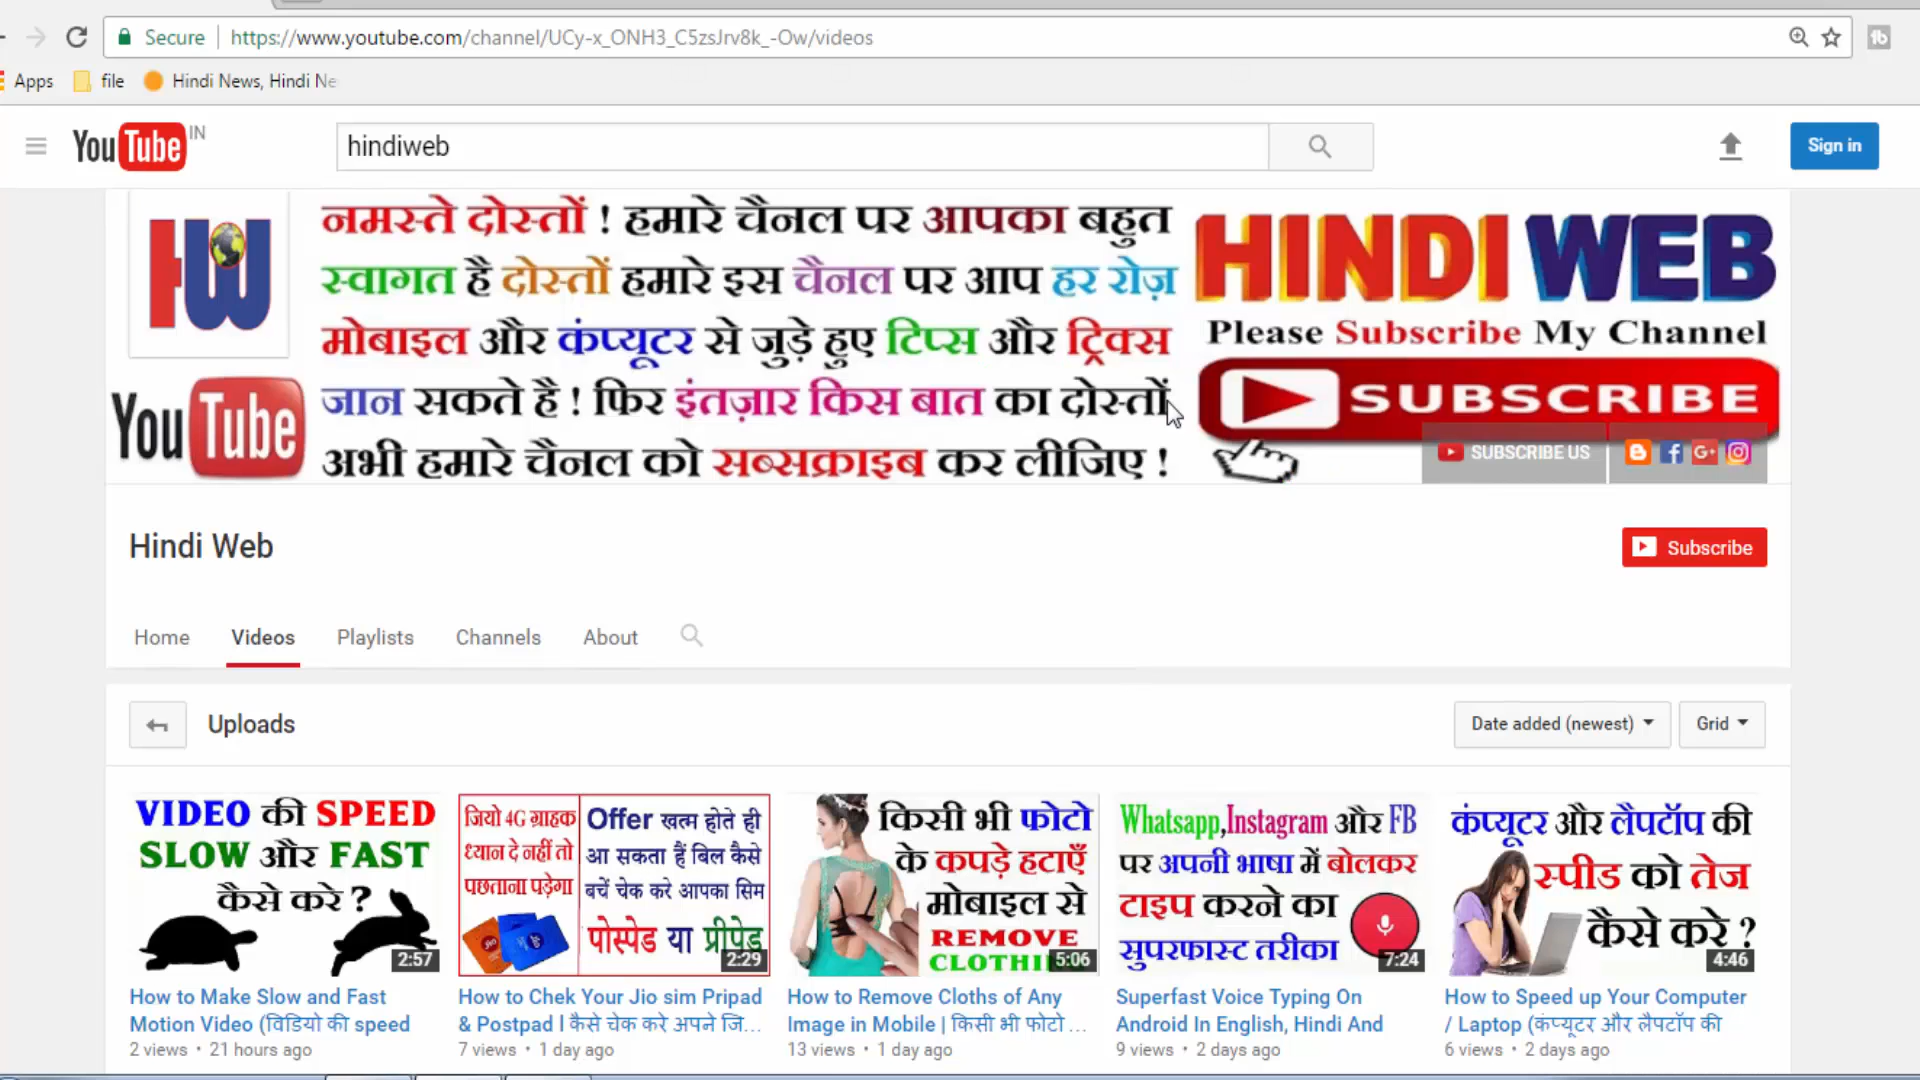 Secure https://www.youtube.com/channel/UCy-x_ONH3_C5zsJrv8k_-Ow/videos
Apps file Hindi News, Hindi Ne
YouTube IN hindiweb Sign in
HW
नमस्ते दोस्तों ! हमारे चैनल पर आपका बहुत
स्वागत है दोस्तों हमारे इस चैनल पर आप हर रोज़
मोबाइल और कंप्यूटर से जुड़े हुए टिप्स और ट्रिक्स
जान सकते है ! फिर इंतज़ार किस बात का दोस्तों
अभी हमारे चैनल को सब्सक्राइब कर लीजिए !
YouTube
HINDI WEB
Please Subscribe My Channel
SUBSCRIBE
SUBSCRIBE US
Hindi Web
Subscribe
Home Videos Playlists Channels About
Uploads
Date added (newest) Grid
VIDEO की SPEED
SLOW और FAST
कैसे करे ?
2:57
How to Make Slow and Fast
Motion Video (विडियो की speed
2 views • 21 hours ago
जियो 4G ग्राहक
ध्यान दे नहीं तो
पछताना पड़ेगा
Offer खत्म होते ही
आ सकता हैं बिल कैसे
बचें चेक करे आपका सिम
पोस्पेड या प्रीपेड
2:29
How to Chek Your Jio sim Pripad
& Postpad l कैसे चेक करे अपने जि...
7 views • 1 day ago
किसी भी फोटो
के कपड़े हटाएँ
मोबाइल से
REMOVE
CLOTHI
5:06
How to Remove Cloths of Any
Image in Mobile | किसी भी फोटो ...
13 views • 1 day ago
Whatsapp,Instagram और FB
पर अपनी भाषा में बोलकर
टाइप करने का
सुपरफास्ट तरीका
7:24
Superfast Voice Typing On
Android In English, Hindi And
9 views • 2 days ago
कंप्यूटर और लैपटॉप की
स्पीड को तेज
कैसे करे ?
4:46
How to Speed up Your Computer
/ Laptop (कंप्यूटर और लैपटॉप की
6 views • 2 days ago